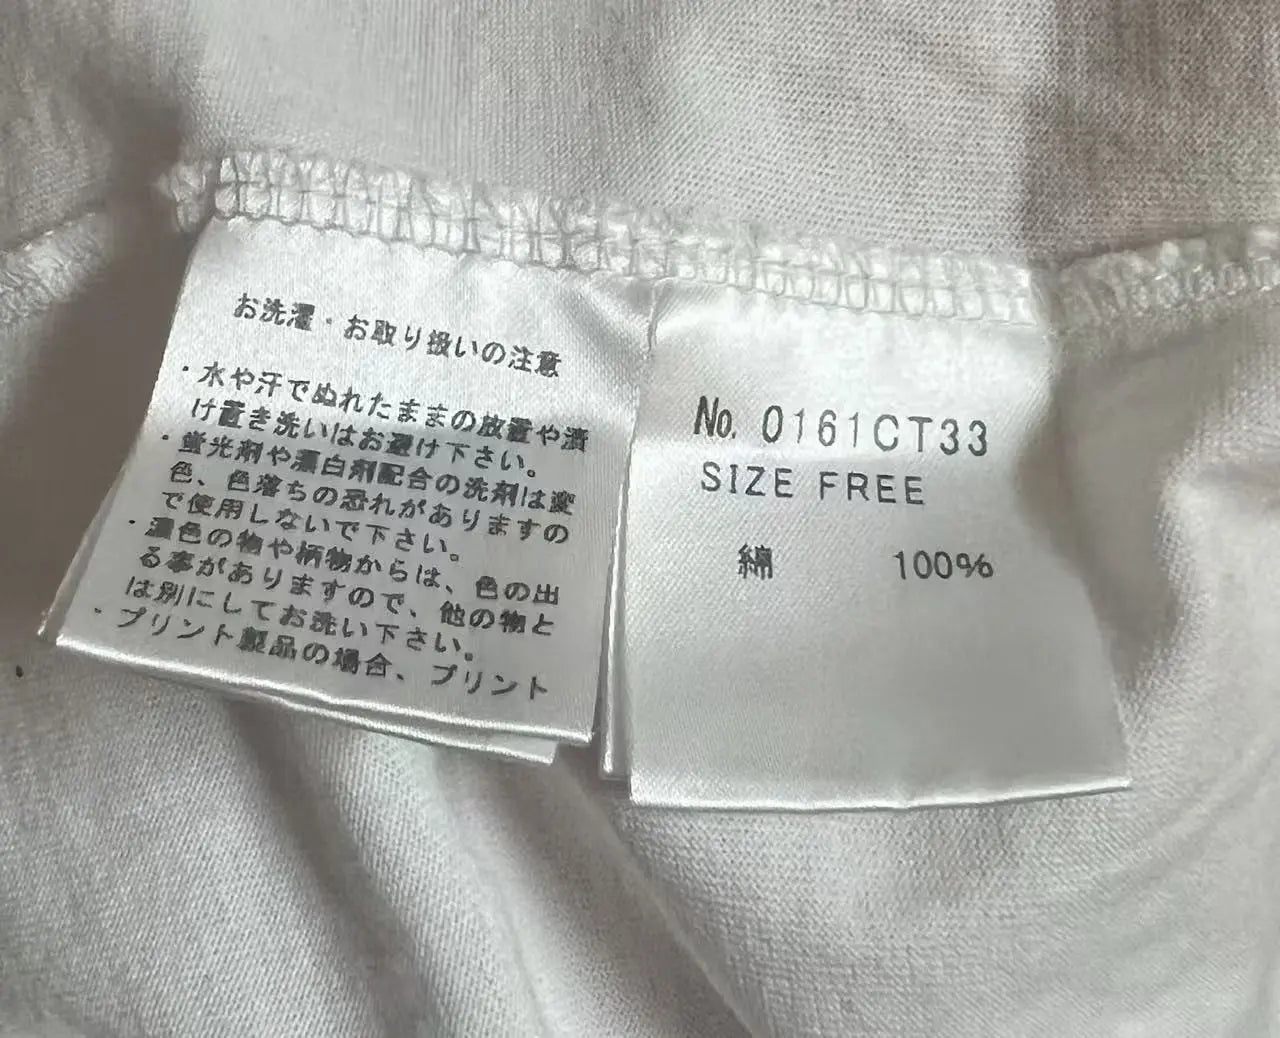 お洗濯・お取り扱いの注意
・水や汗でぬれたままの放置や漬
け置き洗いはお避け下さい。
・蛍光剤や漂白剤配合の洗剤は変
色、色落ちの恐れがありますの
で使用しないで下さい。
・濃色の物や柄物からは、色の出
る事がありますので、他の物と
は別にしてお洗い下さい。
・プリント製品の場合、プリント
No. 0161CT33
SIZE FREE
綿 100%